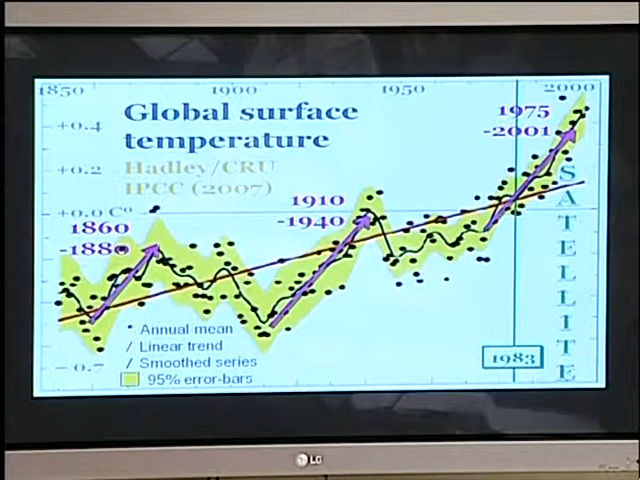 1850 1900 1950 2000
Global surface
temperature
Hadley/CRU
IPCC (2007)
+0.4
+0.2
+0.0 C°
-0.7
1860
-1880
1910
-1940
1975
-2001
SATELLITE
1983
• Annual mean
/ Linear trend
/ Smoothed series
95% error-bars
LG